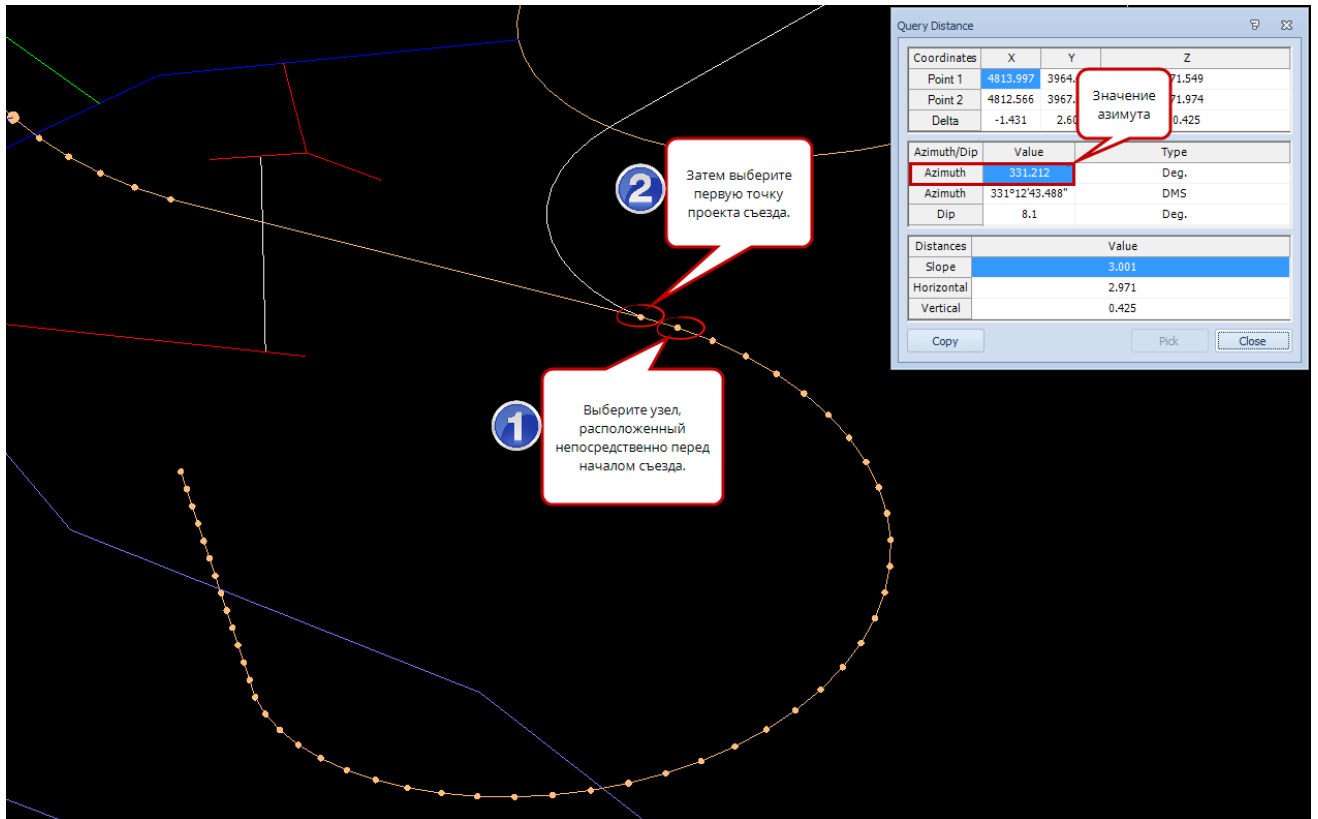 Query Distance
Coordinates X Y Z
Point 1 4813.997 3964. 71.549
Point 2 4812.566 3967. 71.974
Delta -1.431 2.60 0.425
Значение
азимута
Azimuth/Dip Value Type
Azimuth 331.212 Deg.
Azimuth 331°12'43.488" DMS
Dip 8.1 Deg.
Distances Value
Slope 3.001
Horizontal 2.971
Vertical 0.425
Copy Pick Close
2
Затем выберите
первую точку
проекта съезда.
1
Выберите узел,
расположенный
непосредственно перед
началом съезда.